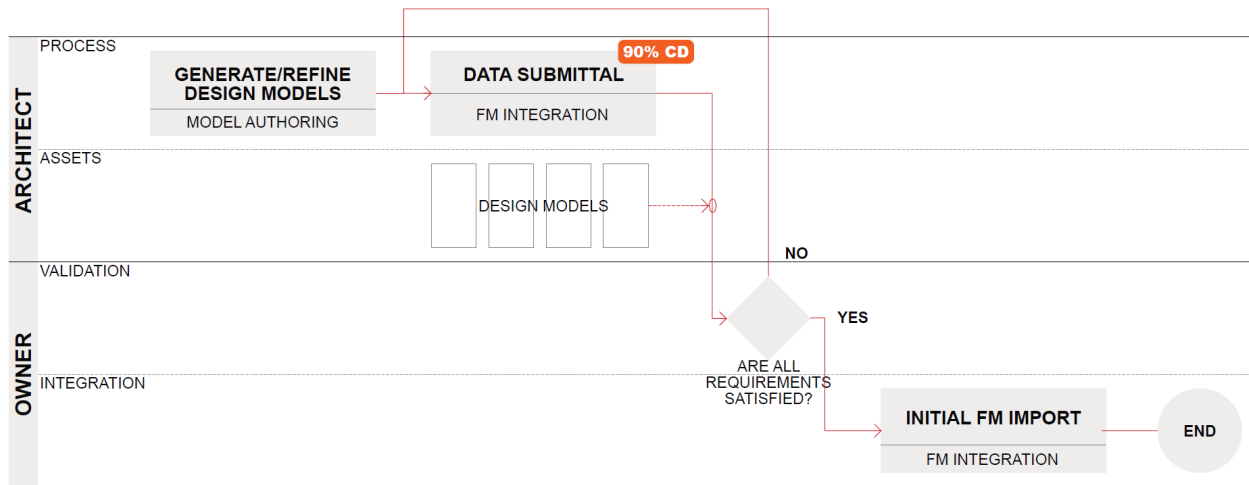 PROCESS
90% CD
GENERATE/REFINE
DESIGN MODELS
MODEL AUTHORING
DATA SUBMITTAL
FM INTEGRATION
ARCHITECT
ASSETS
DESIGN MODELS
NO
VALIDATION
YES
ARE ALL
REQUIREMENTS
SATISFIED?
OWNER
INTEGRATION
INITIAL FM IMPORT
FM INTEGRATION
END